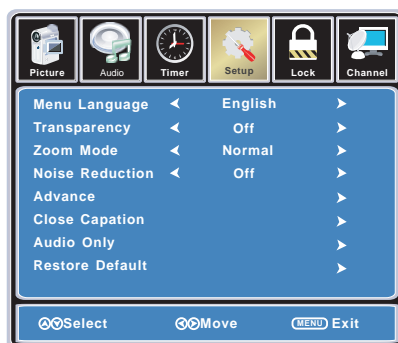 Picture Audio Timer Setup Lock Channel
Menu Language English
Transparency Off
Zoom Mode Normal
Noise Reduction Off
Advance
Close Capation
Audio Only
Restore Default
Select Move MENU Exit